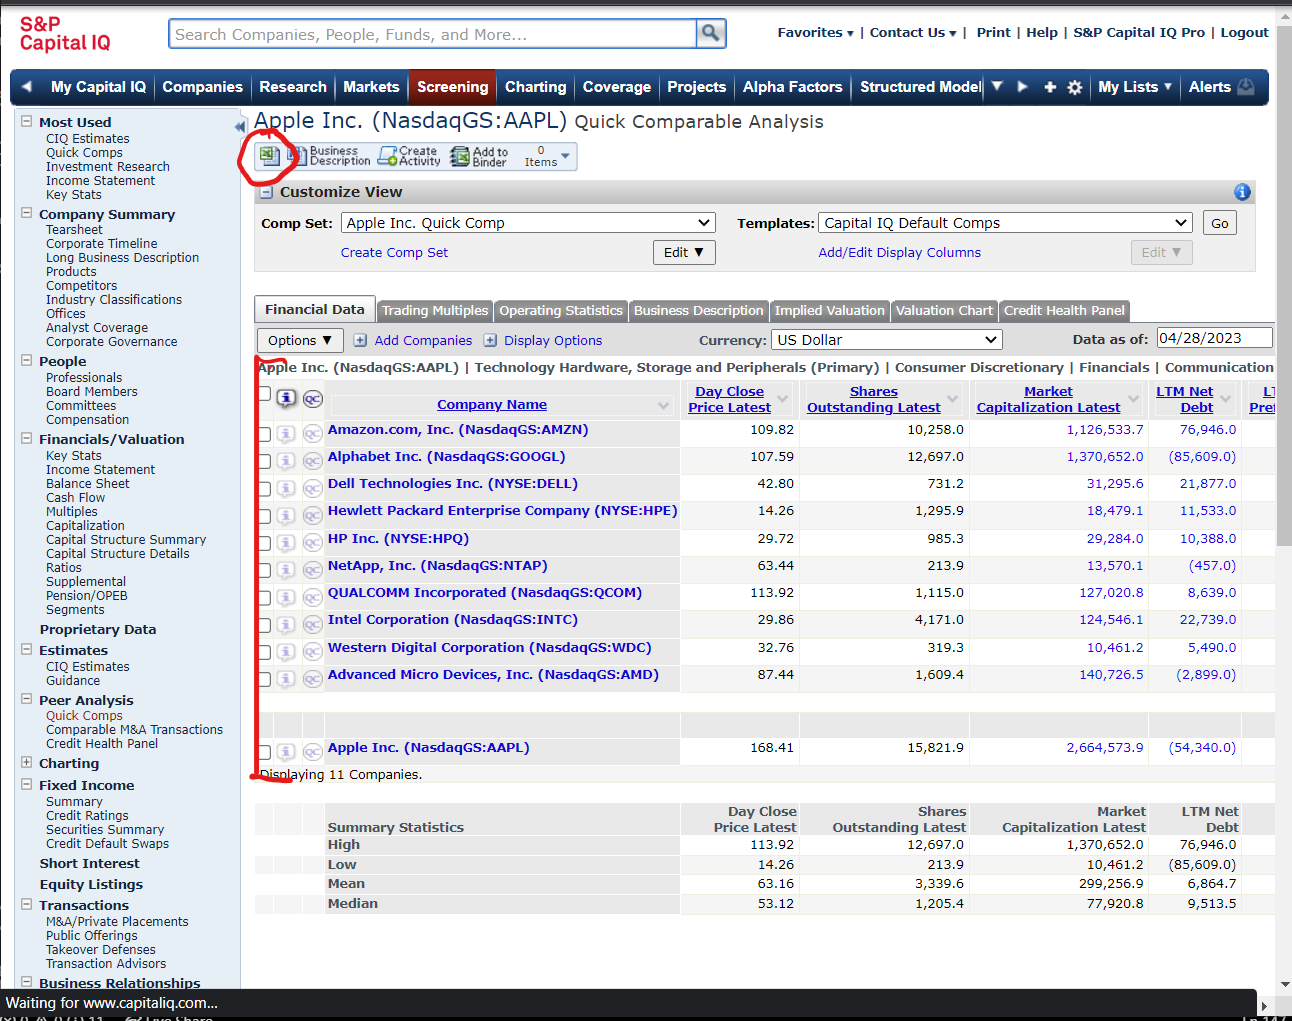 S&P
Capital IQ
Search Companies, People, Funds, and More...
Favorites ▾ | Contact Us ▾ | Print | Help | S&P Capital IQ Pro | Logout
My Capital IQ
Companies
Research
Markets
Screening
Charting
Coverage
Projects
Alpha Factors
Structured Model
My Lists ▾
Alerts
Most Used
CIQ Estimates
Quick Comps
Investment Research
Income Statement
Key Stats
Company Summary
Tearsheet
Corporate Timeline
Long Business Description
Products
Competitors
Industry Classifications
Offices
Analyst Coverage
Corporate Governance
People
Professionals
Board Members
Committees
Compensation
Financials/Valuation
Key Stats
Income Statement
Balance Sheet
Cash Flow
Multiples
Capitalization
Capital Structure Summary
Capital Structure Details
Ratios
Supplemental
Pension/OPEB
Segments
Proprietary Data
Estimates
CIQ Estimates
Guidance
Peer Analysis
Quick Comps
Comparable M&A Transactions
Credit Health Panel
Charting
Fixed Income
Summary
Credit Ratings
Securities Summary
Credit Default Swaps
Short Interest
Equity Listings
Transactions
M&A/Private Placements
Public Offerings
Takeover Defenses
Transaction Advisors
Business Relationships
Apple Inc. (NasdaqGS:AAPL) Quick Comparable Analysis
Business Description
Create Activity
Add to Binder
0 Items
Customize View
Comp Set: Apple Inc. Quick Comp
Templates: Capital IQ Default Comps
Go
Create Comp Set
Edit ▼
Add/Edit Display Columns
Edit ▼
Financial Data
Trading Multiples
Operating Statistics
Business Description
Implied Valuation
Valuation Chart
Credit Health Panel
Options ▼
Add Companies
Display Options
Currency: US Dollar
Data as of: 04/28/2023
Apple Inc. (NasdaqGS:AAPL) | Technology Hardware, Storage and Peripherals (Primary) | Consumer Discretionary | Financials | Communication
Company Name
Day Close Price Latest
Shares Outstanding Latest
Market Capitalization Latest
LTM Net Debt
Amazon.com, Inc. (NasdaqGS:AMZN) 109.82 10,258.0 1,126,533.7 76,946.0
Alphabet Inc. (NasdaqGS:GOOGL) 107.59 12,697.0 1,370,652.0 (85,609.0)
Dell Technologies Inc. (NYSE:DELL) 42.80 731.2 31,295.6 21,877.0
Hewlett Packard Enterprise Company (NYSE:HPE) 14.26 1,295.9 18,479.1 11,533.0
HP Inc. (NYSE:HPQ) 29.72 985.3 29,284.0 10,388.0
NetApp, Inc. (NasdaqGS:NTAP) 63.44 213.9 13,570.1 (457.0)
QUALCOMM Incorporated (NasdaqGS:QCOM) 113.92 1,115.0 127,020.8 8,639.0
Intel Corporation (NasdaqGS:INTC) 29.86 4,171.0 124,546.1 22,739.0
Western Digital Corporation (NasdaqGS:WDC) 32.76 319.3 10,461.2 5,490.0
Advanced Micro Devices, Inc. (NasdaqGS:AMD) 87.44 1,609.4 140,726.5 (2,899.0)
Apple Inc. (NasdaqGS:AAPL) 168.41 15,821.9 2,664,573.9 (54,340.0)
Displaying 11 Companies.
Summary Statistics
Day Close Price Latest
Shares Outstanding Latest
Market Capitalization Latest
LTM Net Debt
High 113.92 12,697.0 1,370,652.0 76,946.0
Low 14.26 213.9 10,461.2 (85,609.0)
Mean 63.16 3,339.6 299,256.9 6,864.7
Median 53.12 1,205.4 77,920.8 9,513.5
Waiting for www.capitaliq.com...